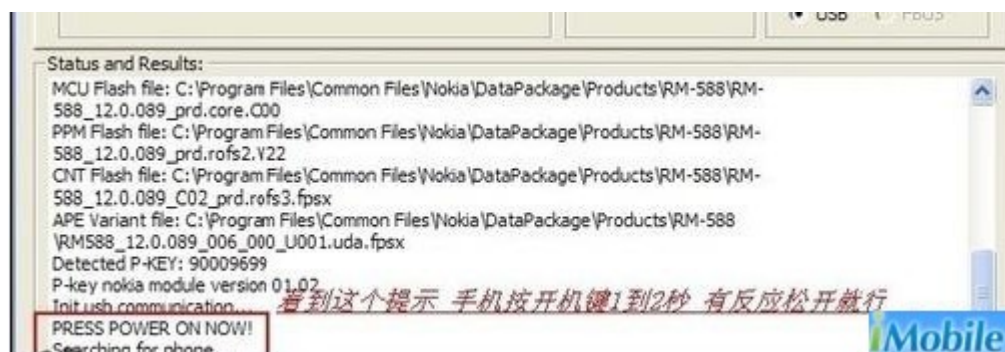 USB FBUS
Status and Results:
MCU Flash file: C:\Program Files\Common Files\Nokia\DataPackage\Products\RM-588\RM-
588_12.0.089_prd.core.C00
PPM Flash file: C:\Program Files\Common Files\Nokia\DataPackage\Products\RM-588\RM-
588_12.0.089_prd.rofs2.V22
CNT Flash file: C:\Program Files\Common Files\Nokia\DataPackage\Products\RM-588\RM-
588_12.0.089_C02_prd.rofs3.fpsx
APE Variant file: C:\Program Files\Common Files\Nokia\DataPackage\Products\RM-588
\RM588_12.0.089_006_000_U001.uda.fpsx
Detected P-KEY: 90009699
P-key nokia module version 01.02
Init usb communication...
看到这个提示 手机按开机键1到2秒 有反应松开就行
PRESS POWER ON NOW!
Searching for phone
iMobile